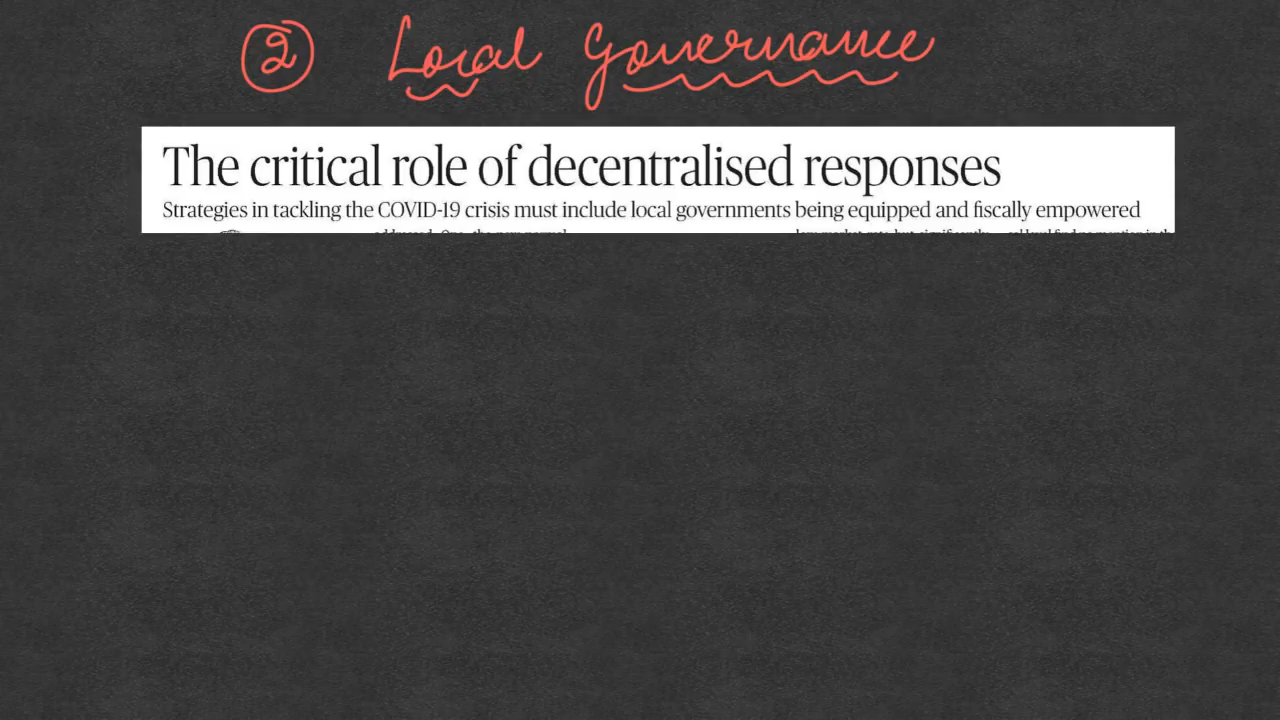 2 Local Governance
The critical role of decentralised responses
Strategies in tackling the COVID-19 crisis must include local governments being equipped and fiscally empowered